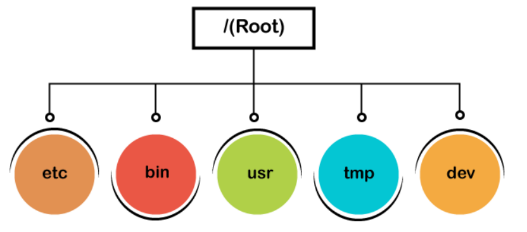 /(Root)
etc
bin
usr
tmp
dev